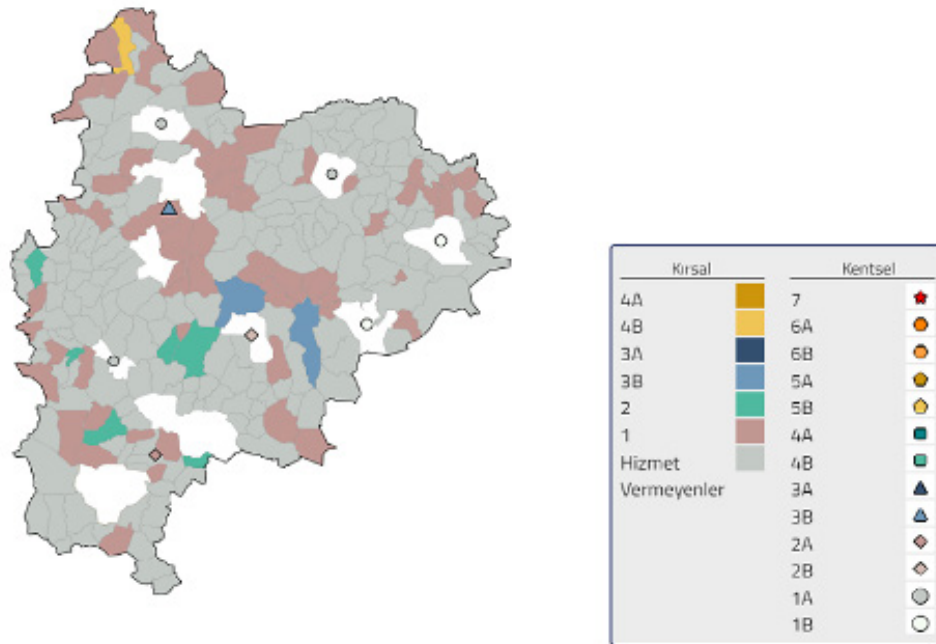 Kırsal Kentsel
4A 7
4B 6A
3A 6B
3B 5A
2 5B
1 4A
Hizmet 4B
Vermeyenler 3A
3B
2A
2B
1A
1B